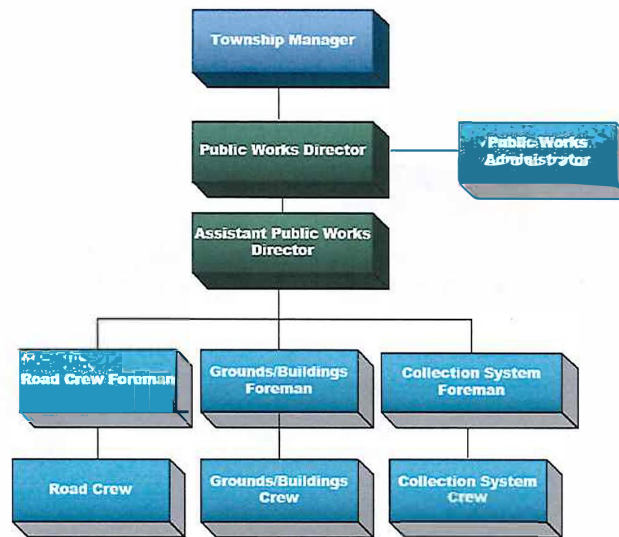 Township Manager
Public Works Director
Public Works
Administrator
Assistant Public Works
Director
Road Crew Foreman
Grounds/Buildings
Foreman
Collection System
Foreman
Road Crew
Grounds/Buildings
Crew
Collection System
Crew